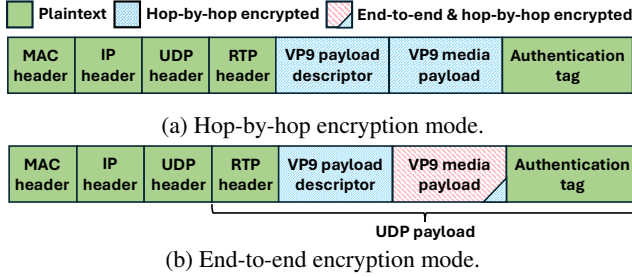 Plaintext Hop-by-hop encrypted End-to-end & hop-by-hop encrypted
MAC header IP header UDP header RTP header VP9 payload descriptor VP9 media payload Authentication tag
(a) Hop-by-hop encryption mode.
MAC header IP header UDP header RTP header VP9 payload descriptor VP9 media payload Authentication tag
UDP payload
(b) End-to-end encryption mode.